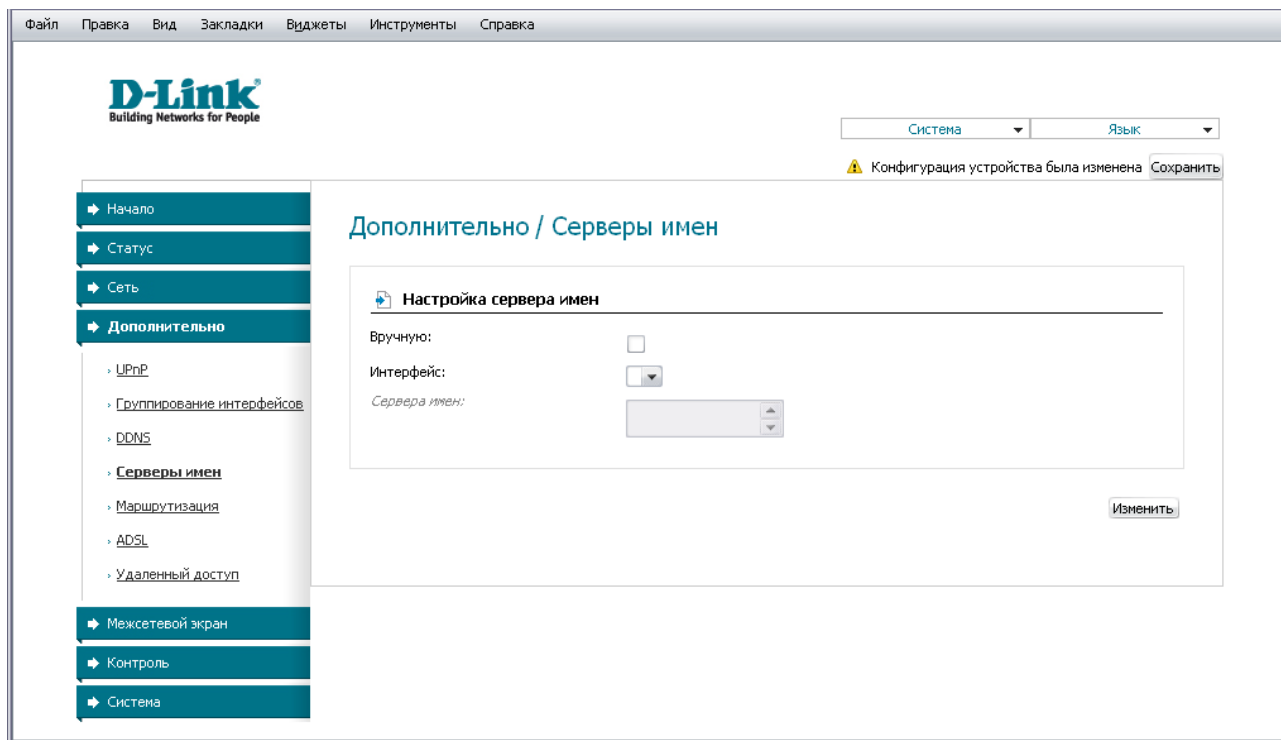 Файл Правка Вид Закладки Виджеты Инструменты Справка
D-Link
Building Networks for People
Система Язык
Конфигурация устройства была изменена Сохранить
Начало
Статус
Сеть
Дополнительно
UPnP
Группирование интерфейсов
DDNS
Серверы имен
Маршрутизация
ADSL
Удаленный доступ
Межсетевой экран
Контроль
Система
Дополнительно / Серверы имен
Настройка сервера имен
Вручную:
Интерфейс:
Сервера имен:
Изменить